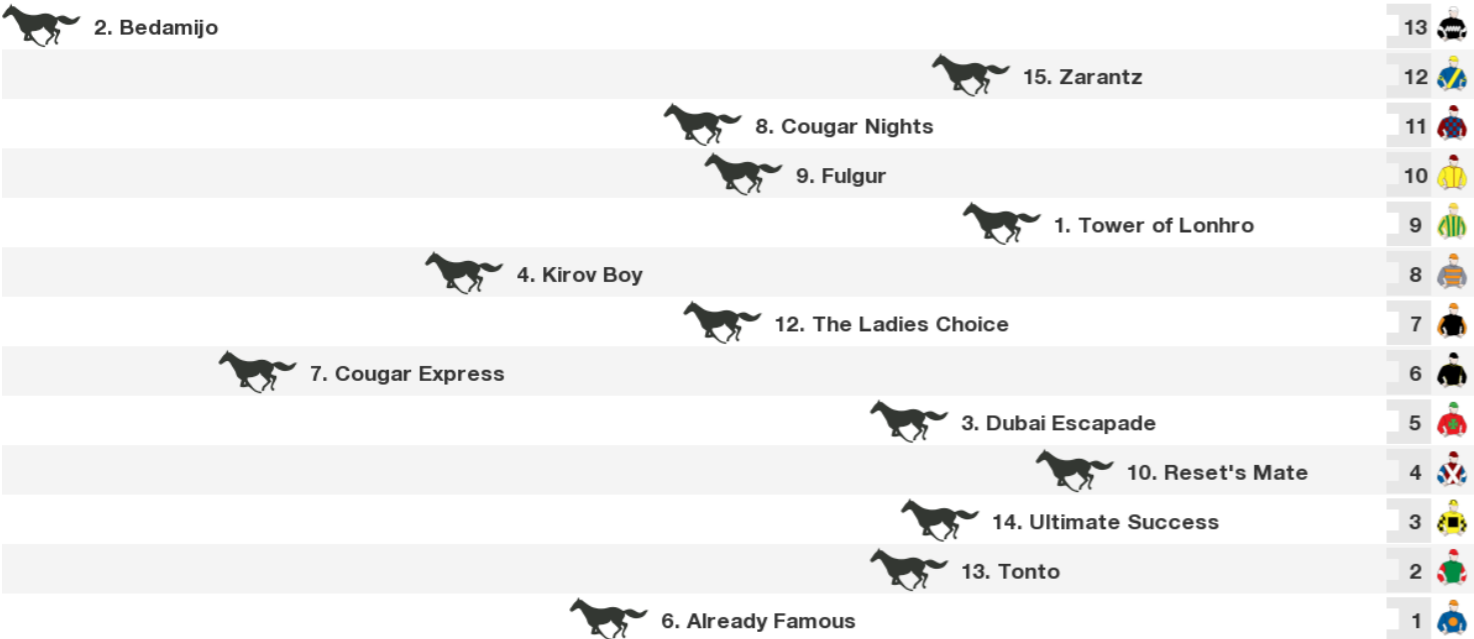 2. Bedamijo 13
15. Zarantz 12
8. Cougar Nights 11
9. Fulgur 10
1. Tower of Lonhro 9
4. Kirov Boy 8
12. The Ladies Choice 7
7. Cougar Express 6
3. Dubai Escapade 5
10. Reset's Mate 4
14. Ultimate Success 3
13. Tonto 2
6. Already Famous 1